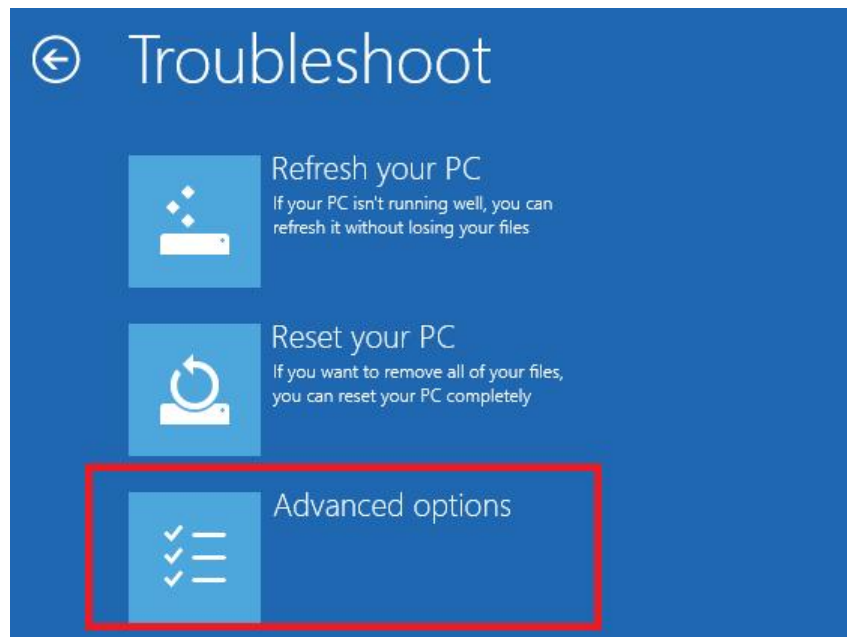 Troubleshoot
Refresh your PC
If your PC isn't running well, you can
refresh it without losing your files
Reset your PC
If you want to remove all of your files,
you can reset your PC completely
Advanced options